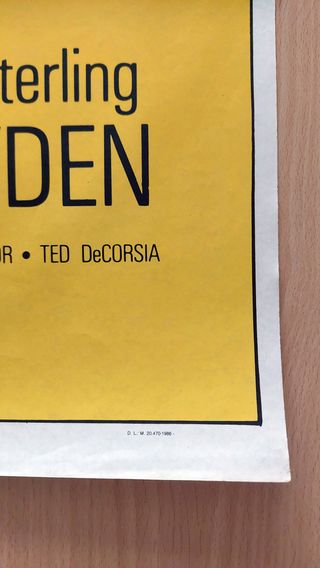 terling
DEN
OR • TED DeCORSIA
D. L.: M. 20.470-1986 -